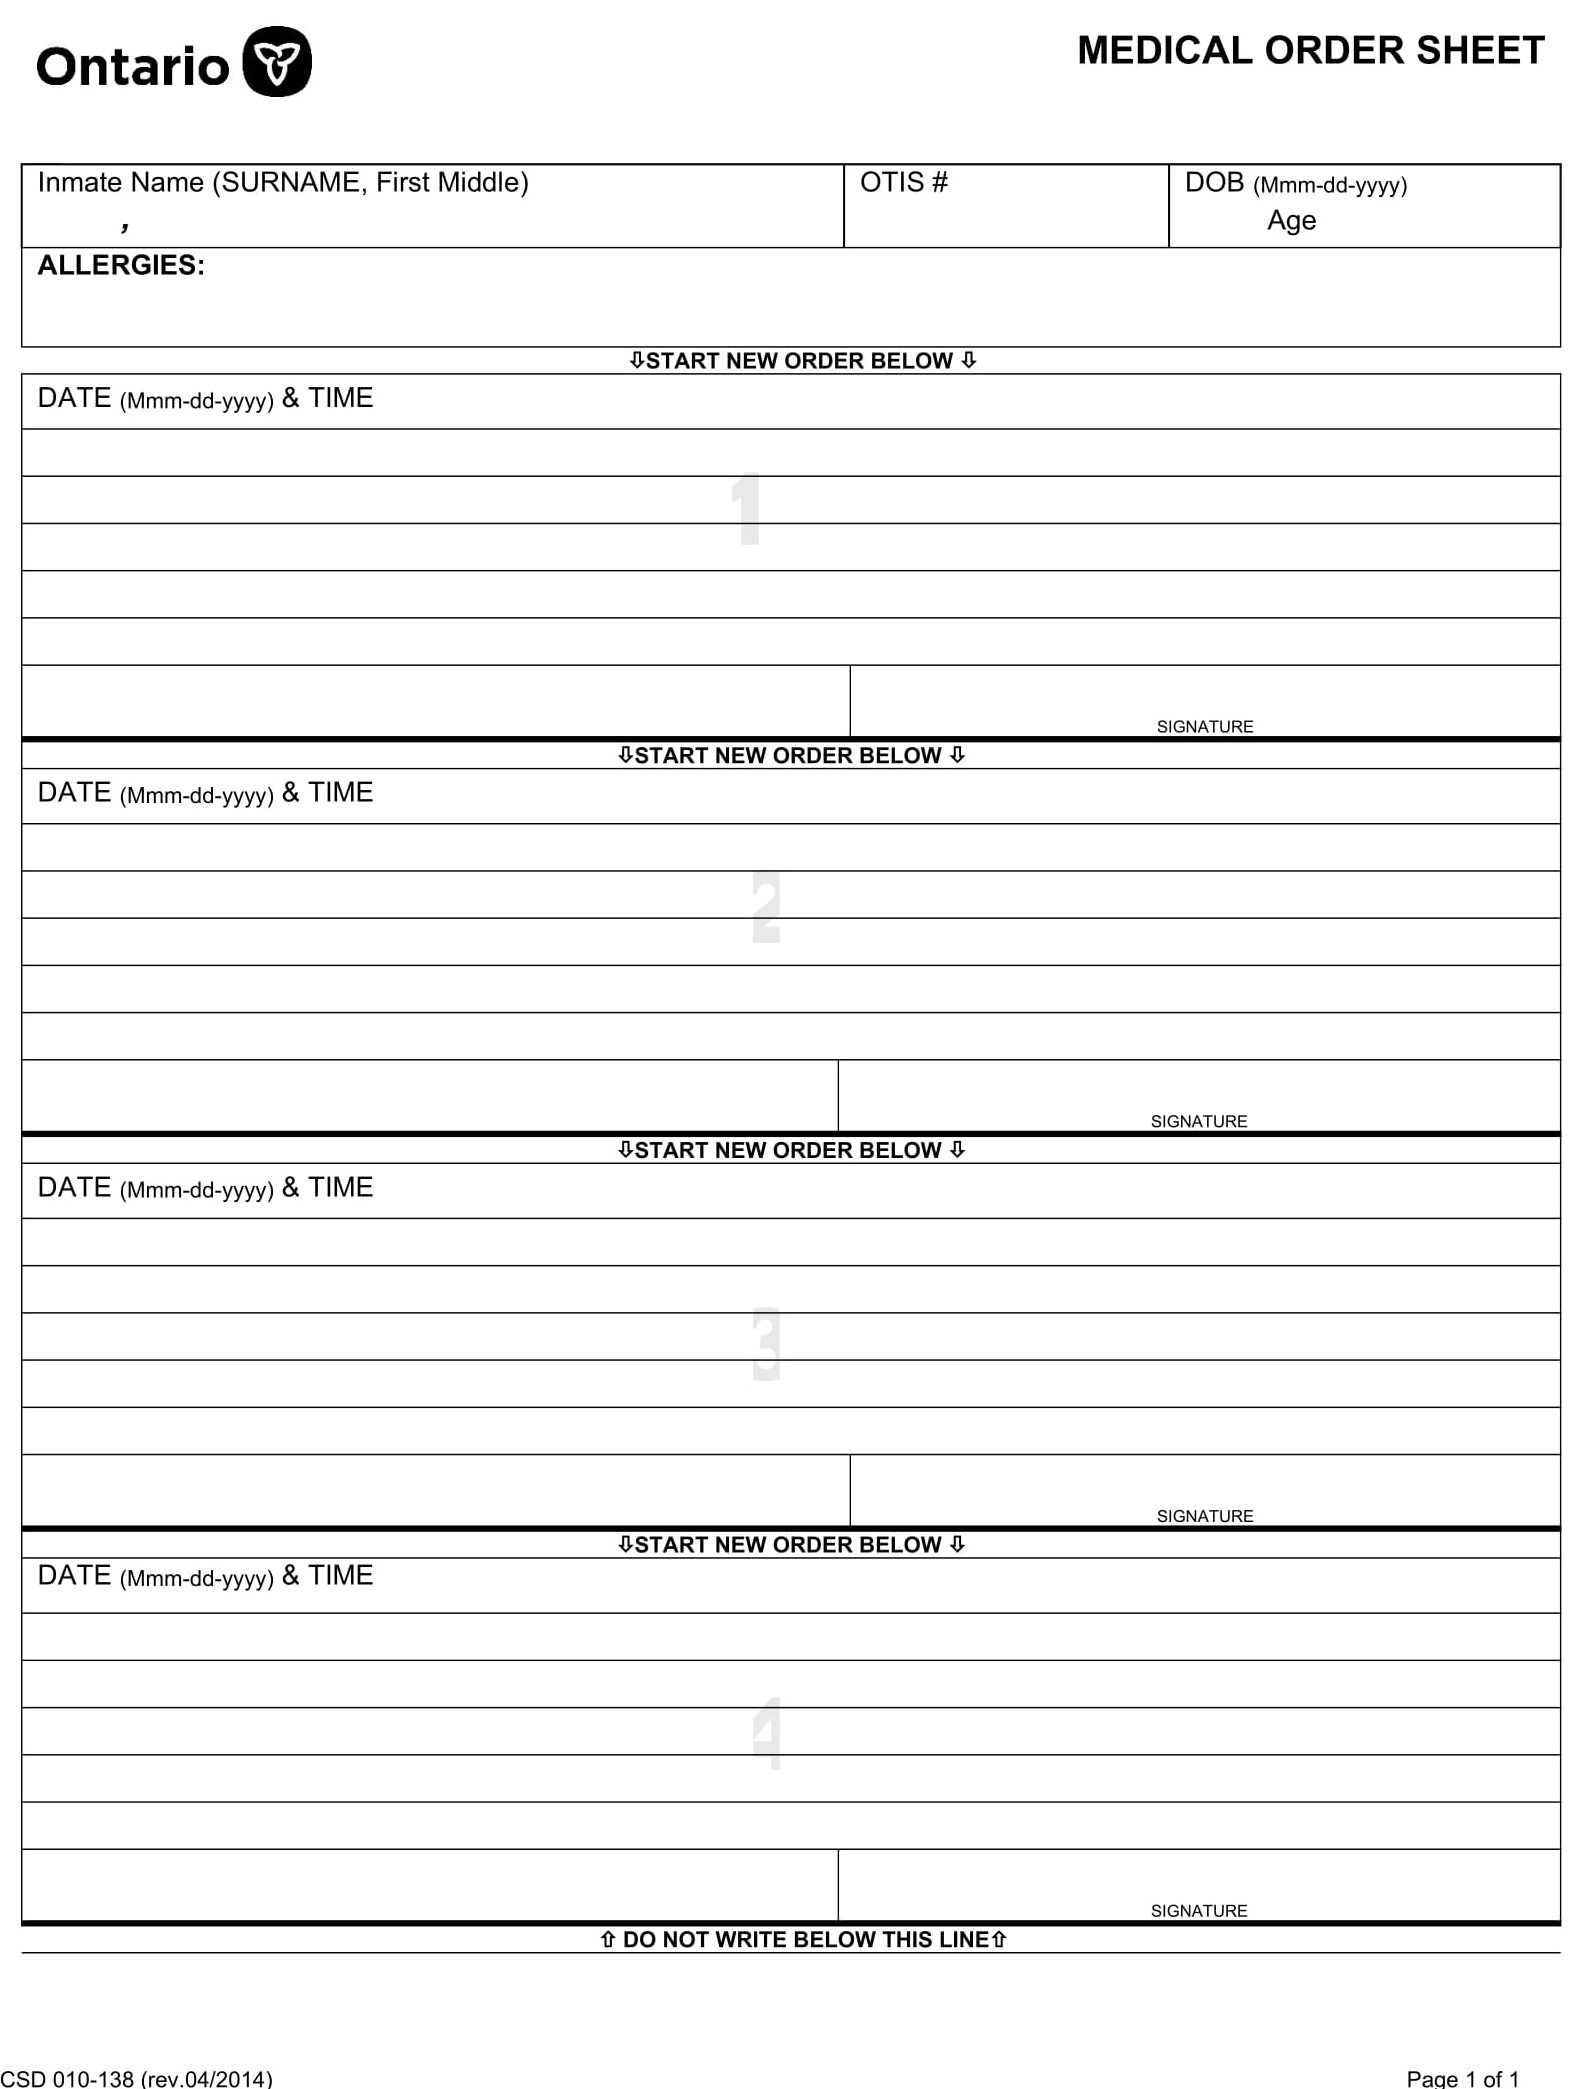 Ontario
MEDICAL ORDER SHEET
Inmate Name (SURNAME, First Middle)
,
OTIS #
DOB (Mmm-dd-yyyy)
Age
ALLERGIES:
⇩START NEW ORDER BELOW ⇩
DATE (Mmm-dd-yyyy) & TIME
1
SIGNATURE
⇩START NEW ORDER BELOW ⇩
DATE (Mmm-dd-yyyy) & TIME
2
SIGNATURE
⇩START NEW ORDER BELOW ⇩
DATE (Mmm-dd-yyyy) & TIME
3
SIGNATURE
⇩START NEW ORDER BELOW ⇩
DATE (Mmm-dd-yyyy) & TIME
4
SIGNATURE
⇧ DO NOT WRITE BELOW THIS LINE⇧
CSD 010-138 (rev.04/2014)
Page 1 of 1